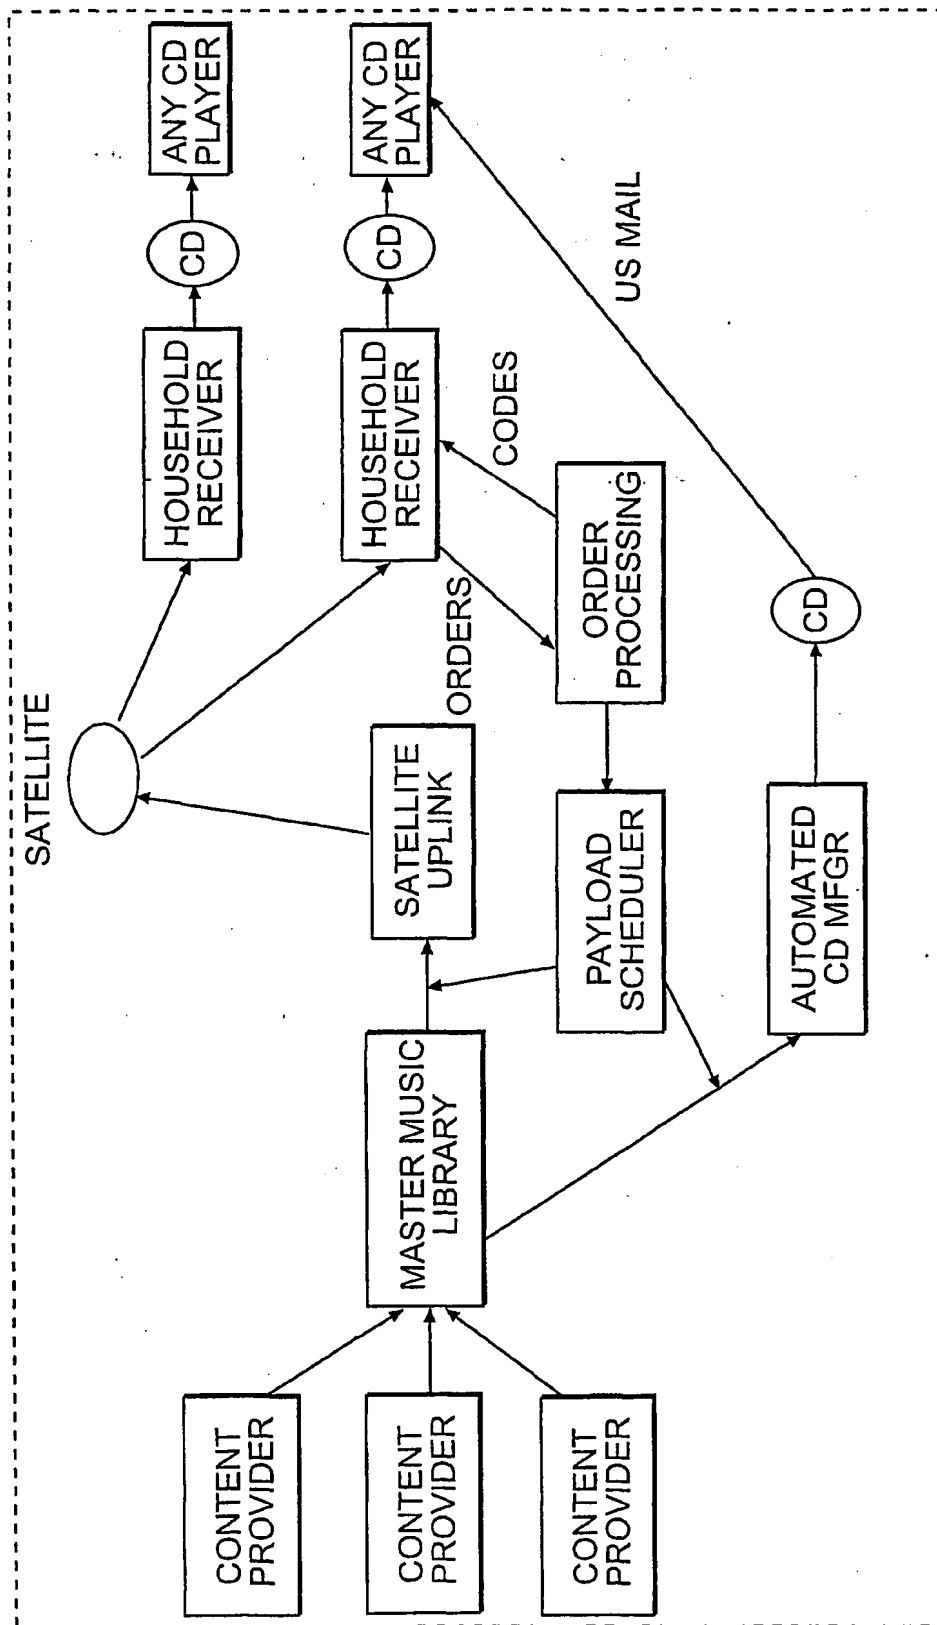 SATELLITE
CONTENT
PROVIDER
CONTENT
PROVIDER
CONTENT
PROVIDER
MASTER MUSIC
LIBRARY
SATELLITE
UPLINK
ORDERS
PAYLOAD
SCHEDULER
ORDER
PROCESSING
CODES
AUTOMATED
CD MFGR
CD
US MAIL
HOUSEHOLD
RECEIVER
CD
ANY CD
PLAYER
HOUSEHOLD
RECEIVER
CD
ANY CD
PLAYER